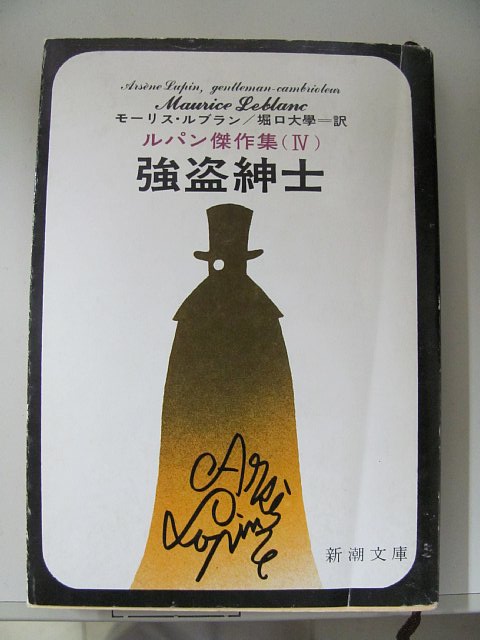 Arsène Lupin, gentleman-cambrioleur
Maurice Leblanc
モーリス・ルブラン／堀口大學＝訳
ルパン傑作集(Ⅳ)
強盗紳士
Arsène
Lupin
新潮文庫